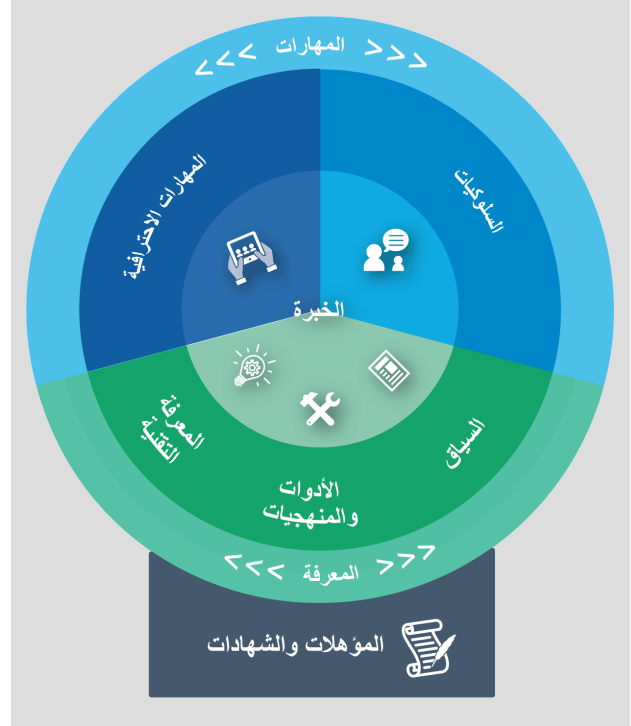 <<< المهارات >>>
السلوكيات
المهارات الاحترافية
الخبرة
السياق
المعرفة
التقنية
الأدوات
والمنهجيات
<<< المعرفة >>>
المؤهلات والشهادات